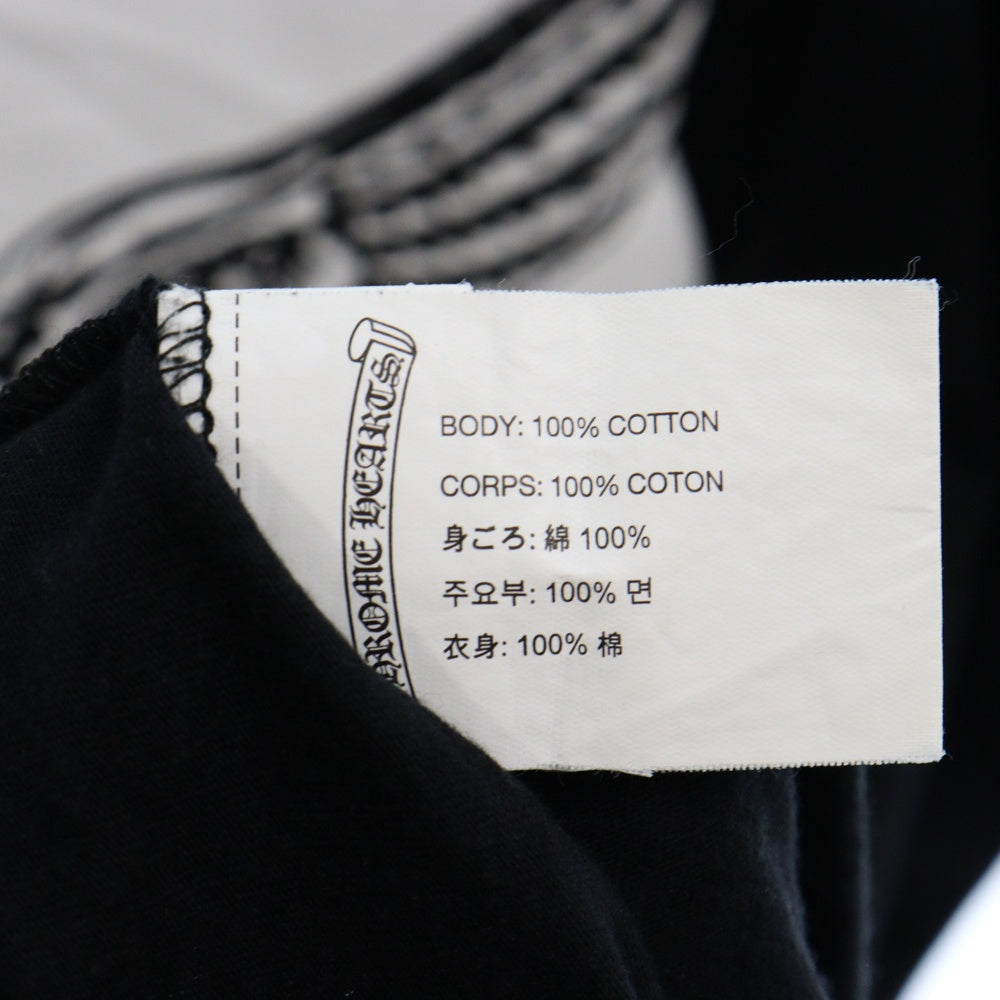 CHROME HEARTS
BODY: 100% COTTON
CORPS: 100% COTON
身ごろ: 綿 100%
주요부: 100% 면
衣身: 100% 棉